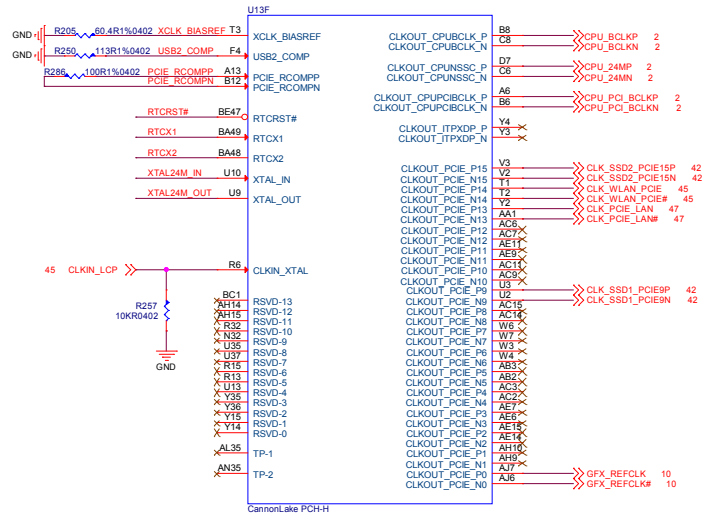 U13F
GND R205 60.4R1%0402 XCLK_BIASREF T3 XCLK_BIASREF
GND R250 113R1%0402 USB2_COMP F4 USB2_COMP
R286 100R1%0402 PCIE_RCOMPP A13 PCIE_RCOMPP
PCIE_RCOMPN B12 PCIE_RCOMPN
RTCRST# BE47 RTCRST#
RTCX1 BA49 RTCX1
RTCX2 BA48 RTCX2
XTAL24M_IN U10 XTAL_IN
XTAL24M_OUT U9 XTAL_OUT
45 CLKIN_LCP R6 CLKIN_XTAL
R257
10KR0402
GND
BC1 RSVD-13
AH14 RSVD-12
AH15 RSVD-11
R32 RSVD-10
N32 RSVD-9
U35 RSVD-8
U37 RSVD-7
R15 RSVD-6
R13 RSVD-5
U13 RSVD-4
Y35 RSVD-3
Y36 RSVD-2
Y15 RSVD-1
Y14 RSVD-0
AL35 TP-1
AN35 TP-2
CLKOUT_CPUBCLK_P B8 CPU_BCLKP 2
CLKOUT_CPUBCLK_N C8 CPU_BCLKN 2
CLKOUT_CPUNSSC_P D7 CPU_24MP 2
CLKOUT_CPUNSSC_N C6 CPU_24MN 2
CLKOUT_CPUPCIBCLK_P A6 CPU_PCI_BCLKP 2
CLKOUT_CPUPCIBCLK_N B6 CPU_PCI_BCLKN 2
CLKOUT_ITPXDP_P Y4
CLKOUT_ITPXDP_N Y3
CLKOUT_PCIE_P15 V3 CLK_SSD2_PCIE15P 42
CLKOUT_PCIE_N15 V2 CLK_SSD2_PCIE15N 42
CLKOUT_PCIE_P14 T1 CLK_WLAN_PCIE 45
CLKOUT_PCIE_N14 T2 CLK_WLAN_PCIE# 45
CLKOUT_PCIE_P13 Y2 CLK_PCIE_LAN 47
CLKOUT_PCIE_N13 AA1 CLK_PCIE_LAN# 47
CLKOUT_PCIE_P12 AC6
CLKOUT_PCIE_N12 AC7
CLKOUT_PCIE_P11 AE11
CLKOUT_PCIE_N11 AE9
CLKOUT_PCIE_P10 AC11
CLKOUT_PCIE_N10 AC9
CLKOUT_PCIE_P9 U3 CLK_SSD1_PCIE9P 42
CLKOUT_PCIE_N9 U2 CLK_SSD1_PCIE9N 42
CLKOUT_PCIE_P8 AC15
CLKOUT_PCIE_N8 AC14
CLKOUT_PCIE_P7 W6
CLKOUT_PCIE_N7 W7
CLKOUT_PCIE_P6 W3
CLKOUT_PCIE_N6 W4
CLKOUT_PCIE_P5 AB3
CLKOUT_PCIE_N5 AB2
CLKOUT_PCIE_P4 AC3
CLKOUT_PCIE_N4 AC2
CLKOUT_PCIE_P3 AE7
CLKOUT_PCIE_N3 AE6
CLKOUT_PCIE_P2 AE15
CLKOUT_PCIE_N2 AE14
CLKOUT_PCIE_P1 AH10
CLKOUT_PCIE_N1 AH9
CLKOUT_PCIE_P0 AJ7 GFX_REFCLK 10
CLKOUT_PCIE_N0 AJ6 GFX_REFCLK# 10
CannonLake PCH-H